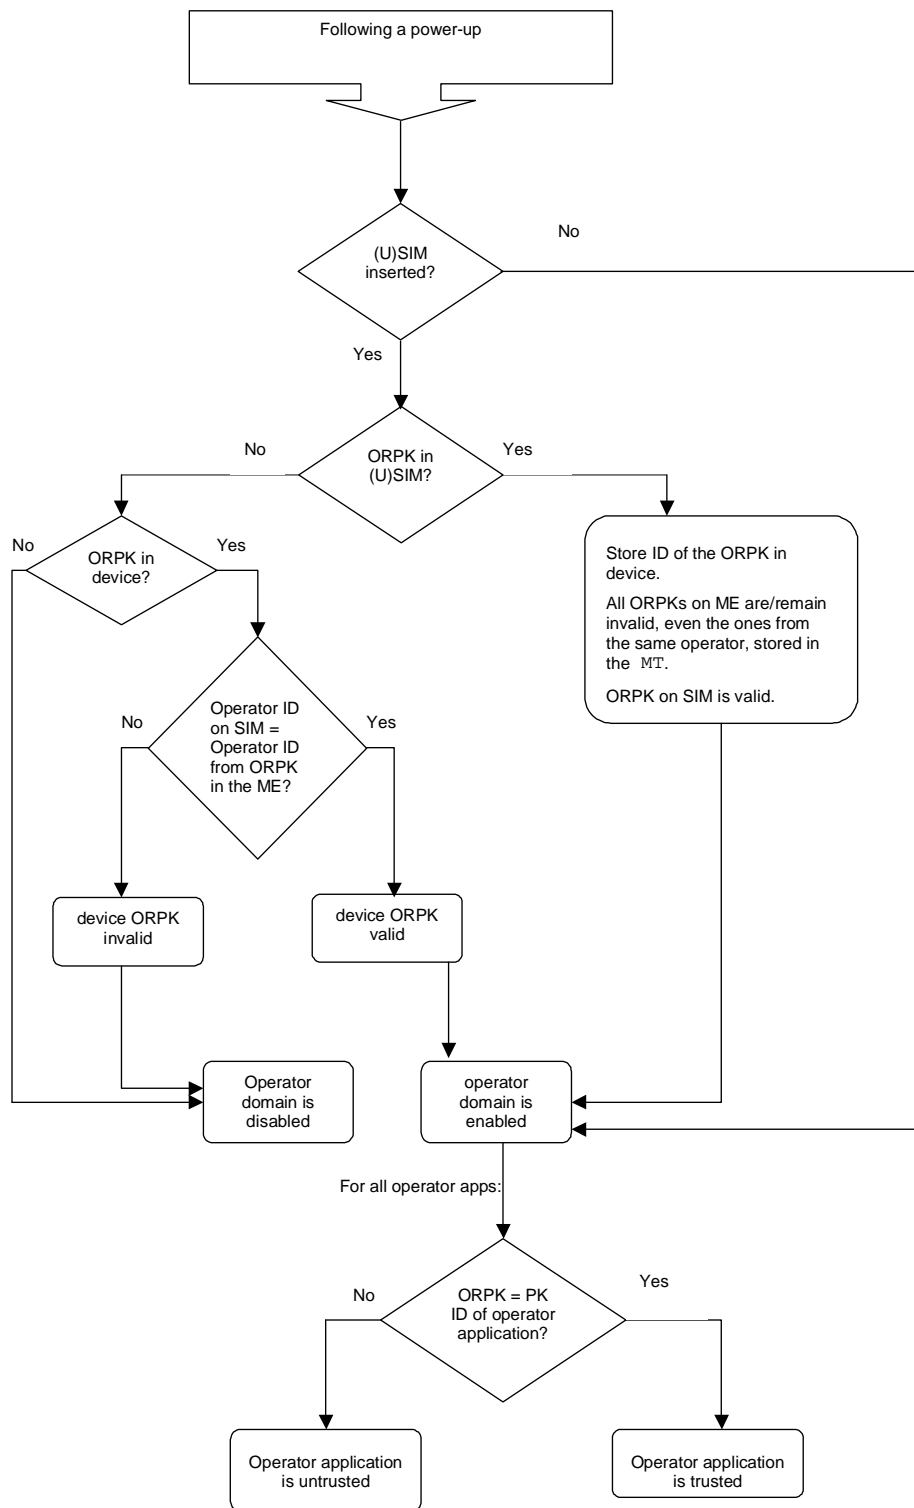 Following a power-up
No
(U)SIM
inserted?
Yes
No
Yes
ORPK in
(U)SIM?
No
Yes
ORPK in
device?
Store ID of the ORPK in
device.
All ORPKs on ME are/remain
invalid, even the ones from
the same operator, stored in
the MT.
ORPK on SIM is valid.
No
Yes
Operator ID
on SIM =
Operator ID
from ORPK
in the ME?
device ORPK
invalid
device ORPK
valid
Operator
domain is
disabled
operator
domain is
enabled
For all operator apps:
No
Yes
ORPK = PK
ID of operator
application?
Operator application
is untrusted
Operator application
is trusted